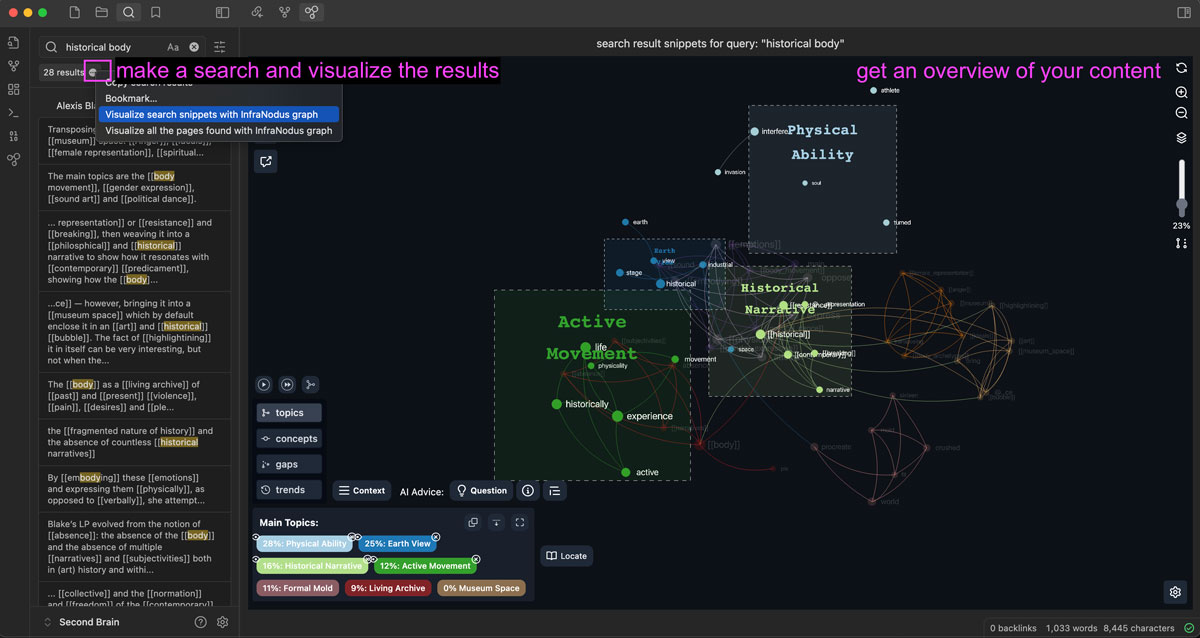 historical body
Aa
search result snippets for query: "historical body"
28 results
make a search and visualize the results
get an overview of your content
Copy search results
Bookmark...
Visualize search snippets with InfraNodus graph
Visualize all the pages found with InfraNodus graph
Alexis Bla
Transposing
[[museum]]
[[female representation]], [[spiritual...
The main topics are the [[body
movement]], [[gender expression]],
[[sound art]] and [[political dance]].
... representation]] or [[resistance]] and
[[breaking]], then weaving it into a
[[philosphical]] and [[historical]]
narrative to show how it resonates with
[[contemporary]] [[predicament]],
showing how the [[body]...
...ce]] — however, bringing it into a
[[museum space]] which by default
enclose it in an [[art]] and [[historical]]
[[bubble]]. The fact of [[highlightining]]
it in itself can be very interesting, but
not when the...
The [[body]] as a [[living archive]] of
[[past]] and [[present]] [[violence]],
[[pain]], [[desires]] and [[ple...
the [[fragmented nature of history]] and
the absence of countless [[historical
narratives]]
By [[embodying]] these [[emotions]]
and expressing them [[physically]], as
opposed to [[verbally]], she attempt...
Blake's LP evolved from the notion of
[[absence]]: the absence of the [[body]]
and the absence of multiple
[[narratives]] and [[subjectivities]] both
in (art) history and withi...
... [[collective]] and the [[normation]]
and [[freedom]] of the [[contemporary]]
Second Brain
athlete
interfere
Physical
Ability
invasion
soul
turned
earth
Earth
view
stage
industrial
historical
[[emotions]]
Historical
Narrative
[[resistance]]
representation
[[historical]]
space
[[contemporary]]
[[breaking]]
narrative
Active
Movement
life
physicality
movement
historically
experience
active
[[body]]
[[highlightining]]
[[museum_space]]
procreate
crushed
world
23%
topics
concepts
gaps
trends
Context
AI Advice:
Question
Main Topics:
28%: Physical Ability
25%: Earth View
16%: Historical Narrative
12%: Active Movement
11%: Formal Mold
9%: Living Archive
0% Museum Space
Locate
0 backlinks
1,033 words
8,445 characters